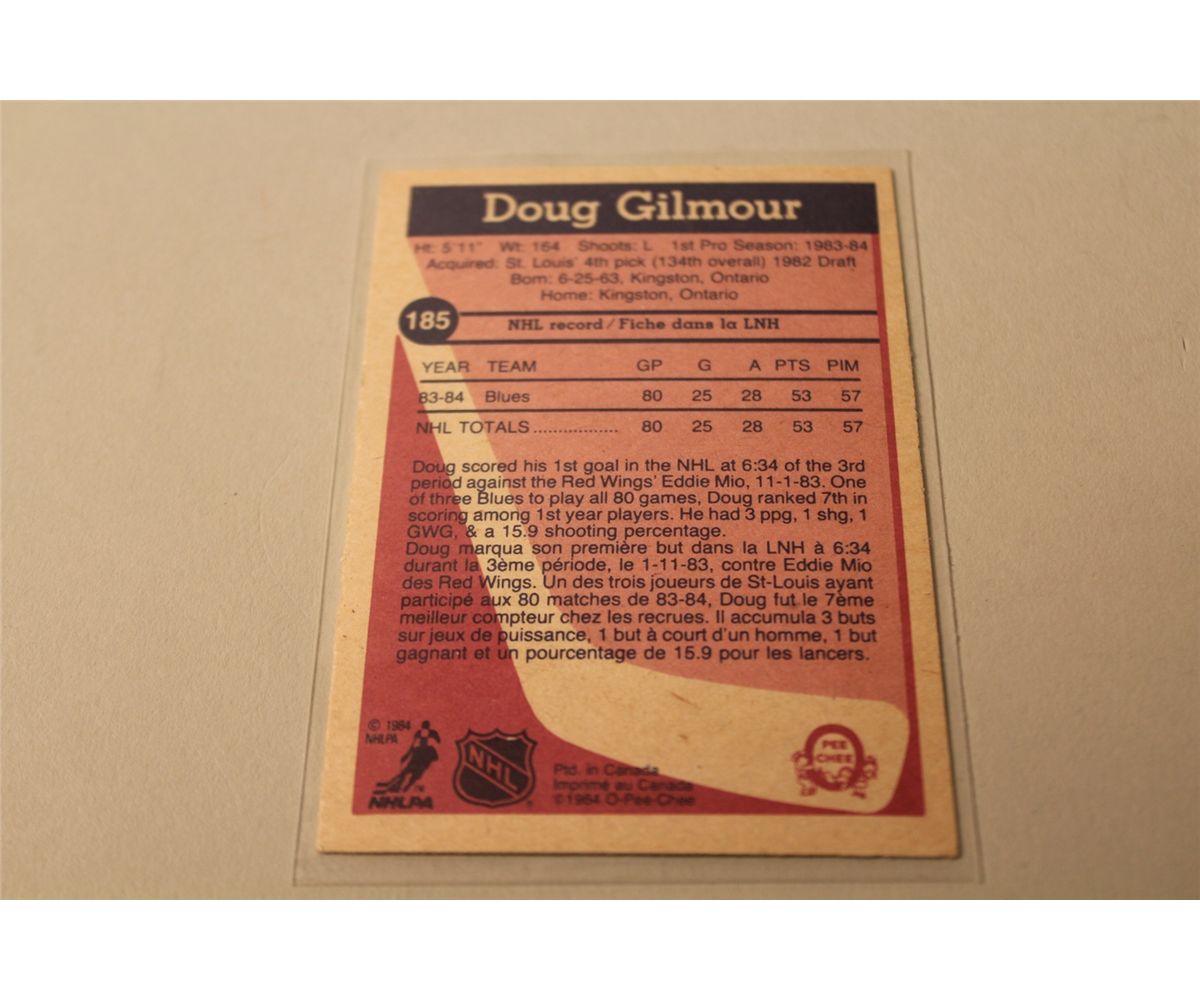 Doug Gilmour
Ht: 5'11" Wt: 164 Shoots: L 1st Pro Season: 1983-84
Acquired: St. Louis' 4th pick (134th overall) 1982 Draft
Born: 6-25-63, Kingston, Ontario
Home: Kingston, Ontario
185
NHL record / Fiche dans la LNH
YEAR TEAM GP G A PTS PIM
83-84 Blues 80 25 28 53 57
NHL TOTALS ................. 80 25 28 53 57
Doug scored his 1st goal in the NHL at 6:34 of the 3rd
period against the Red Wings' Eddie Mio, 11-1-83. One
of three Blues to play all 80 games, Doug ranked 7th in
scoring among 1st year players. He had 3 ppg, 1 shg, 1
GWG, & a 15.9 shooting percentage.
Doug marqua son première but dans la LNH à 6:34
durant la 3ème période, le 1-11-83, contre Eddie Mio
des Red Wings. Un des trois joueurs de St-Louis ayant
participé aux 80 matches de 83-84, Doug fut le 7ème
meilleur compteur chez les recrues. Il accumula 3 buts
sur jeux de puissance, 1 but à court d'un homme, 1 but
gagnant et un pourcentage de 15.9 pour les lancers.
© 1984
NHLPA
NHLPA
NHL
Ptd. in Canada
Imprimé au Canada
©1984 O-Pee-Chee
PEE
CHEE